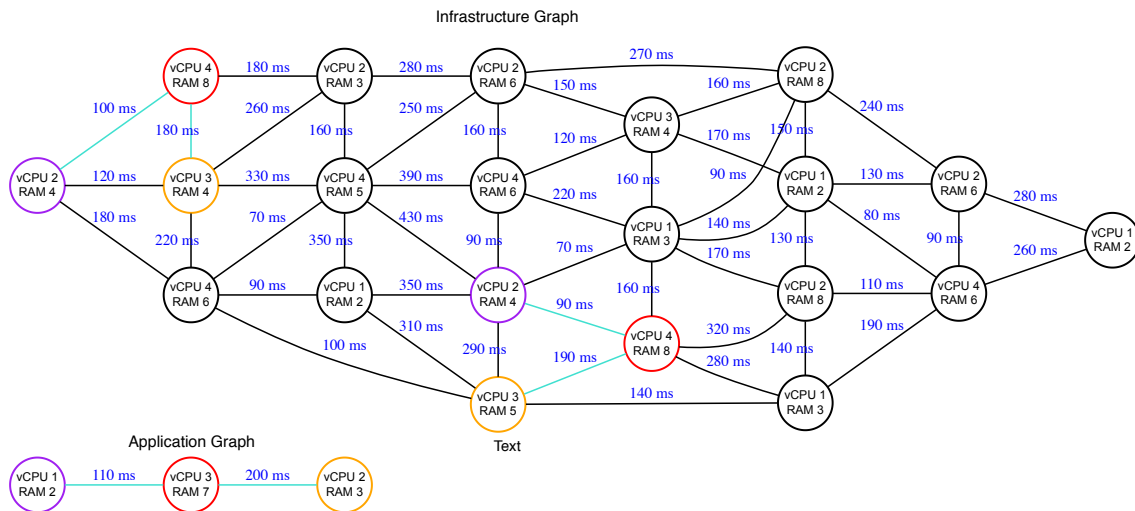 Infrastructure Graph
270 ms
vCPU 4
RAM 8
180 ms
vCPU 2
RAM 3
280 ms
vCPU 2
RAM 6
vCPU 2
RAM 8
150 ms
160 ms
100 ms
260 ms
250 ms
240 ms
vCPU 3
RAM 4
180 ms
160 ms
160 ms
120 ms
170 ms
150 ms
vCPU 2
RAM 4
120 ms
vCPU 3
RAM 4
330 ms
vCPU 4
RAM 5
390 ms
vCPU 4
RAM 6
160 ms
90 ms
vCPU 1
RAM 2
130 ms
vCPU 2
RAM 6
280 ms
180 ms
70 ms
430 ms
220 ms
140 ms
80 ms
vCPU 1
RAM 2
220 ms
350 ms
90 ms
70 ms
vCPU 1
RAM 3
170 ms
130 ms
90 ms
260 ms
vCPU 4
RAM 6
90 ms
vCPU 1
RAM 2
350 ms
vCPU 2
RAM 4
90 ms
160 ms
vCPU 2
RAM 8
110 ms
vCPU 4
RAM 6
100 ms
310 ms
290 ms
190 ms
vCPU 4
RAM 8
320 ms
280 ms
140 ms
190 ms
vCPU 3
RAM 5
140 ms
vCPU 1
RAM 3
Text
Application Graph
vCPU 1
RAM 2
110 ms
vCPU 3
RAM 7
200 ms
vCPU 2
RAM 3